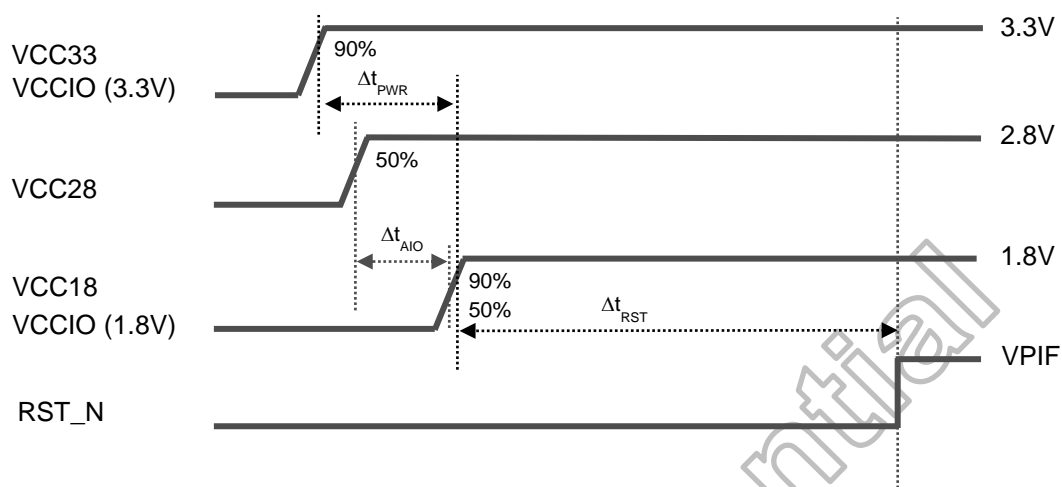 3.3V
VCC33
VCCIO (3.3V)
90%
Δt_PWR
2.8V
50%
VCC28
Δt_AIO
1.8V
VCC18
VCCIO (1.8V)
90%
50%
Δt_RST
VPIF
RST_N